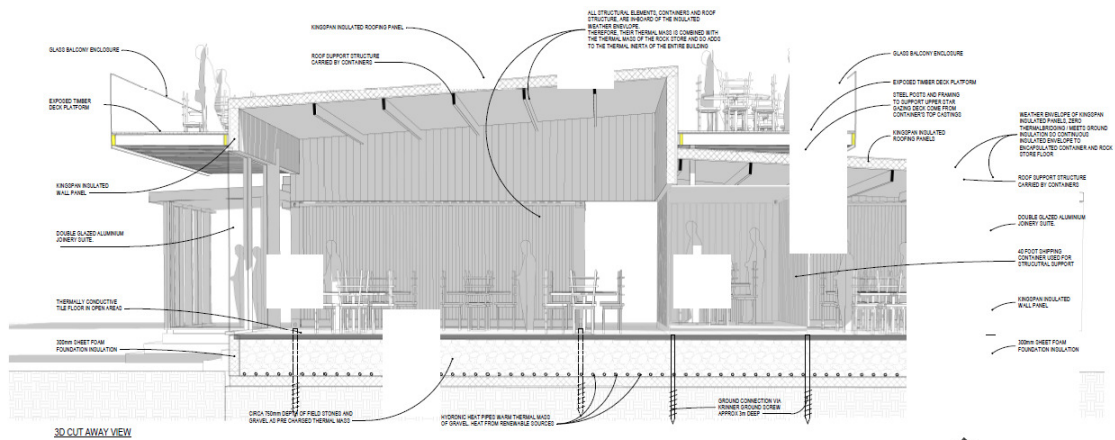 KINGSPAN INSULATED ROOFING PANEL
ALL STRUCTURAL ELEMENTS, CONTAINERS AND ROOF
STRUCTURE, ARE IN-BOARD OF THE INSULATED
WEATHER ENEVLOPE.
THEREFORE, THEIR THERMAL MASS IS COMBINED WITH
THE THERMAL MASS OF THE ROCK STORE AND SO ADDS
TO THE THERMAL INERTIA OF THE ENTIRE BUILDING
GLASS BALCONY ENCLOSURE
ROOF SUPPORT STRUCTURE
CARRIED BY CONTAINERS
EXPOSED TIMBER
DECK PLATFORM
KINGSPAN INSULATED
WALL PANEL
DOUBLE GLAZED ALUMINIUM
JOINERY SUITE.
THERMALLY CONDUCTIVE
TILE FLOOR IN OPEN AREAS
300mm SHEET FOAM
FOUNDATION INSULATION
GLASS BALCONY ENCLOSURE
EXPOSED TIMBER DECK PLATFORM
STEEL POSTS AND FRAMING
TO SUPPORT UPPER STAR
GAZING DECK COME FROM
CONTAINER'S TOP CASTINGS
KINGSPAN INSULATED
ROOFING PANELS
WEATHER ENVELOPE OF KINGSPAN
INSULATED PANELS, ZERO
THERMALBRIDGING / MEETS GROUND
INSULATION SO CONTINUOUS
INSULATED ENVELOPE TO
ENCAPSULATED CONTAINER AND ROCK
STORE FLOOR
ROOF SUPPORT STRUCTURE
CARRIED BY CONTAINERS
DOUBLE GLAZED ALUMINIUM
JOINERY SUITE.
40 FOOT SHIPPING
CONTAINER USED FOR
STRUCUTRAL SUPPORT
KINGSPAN INSULATED
WALL PANEL
300mm SHEET FOAM
FOUNDATION INSULATION
CIRCA 750mm DEPTH OF FIELD STONES AND
GRAVEL AS PRE CHARGED THERMAL MASS
HYDRONIC HEAT PIPES WARM THERMAL MASS
OF GRAVEL. HEAT FROM RENEWABLE SOURCES
GROUND CONNECTION VIA
KRINNER GROUND SCREW
APPROX 3m DEEP
3D CUT AWAY VIEW